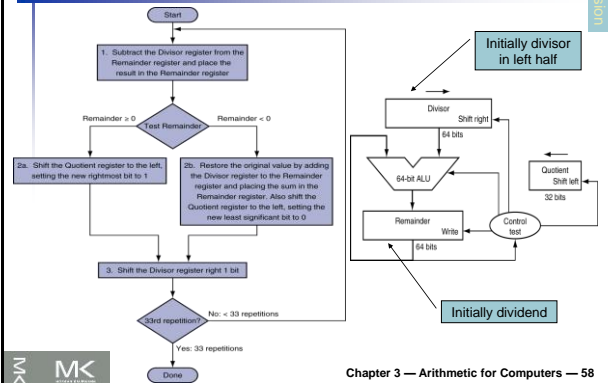 Start
1. Subtract the Divisor register from the
Remainder register and place the
result in the Remainder register
Remainder ≥ 0
Remainder < 0
Test Remainder
2a. Shift the Quotient register to the left,
setting the new rightmost bit to 1
2b. Restore the original value by adding
the Divisor register to the Remainder
register and placing the sum in the
Remainder register. Also shift the
Quotient register to the left, setting the
new least significant bit to 0
3. Shift the Divisor register right 1 bit
33rd repetition?
No: < 33 repetitions
Yes: 33 repetitions
Done
Initially divisor
in left half
Divisor
Shift right
64 bits
64-bit ALU
Quotient
Shift left
32 bits
Remainder
Write
Control
test
64 bits
Initially dividend
MK
MK
Chapter 3 — Arithmetic for Computers — 58